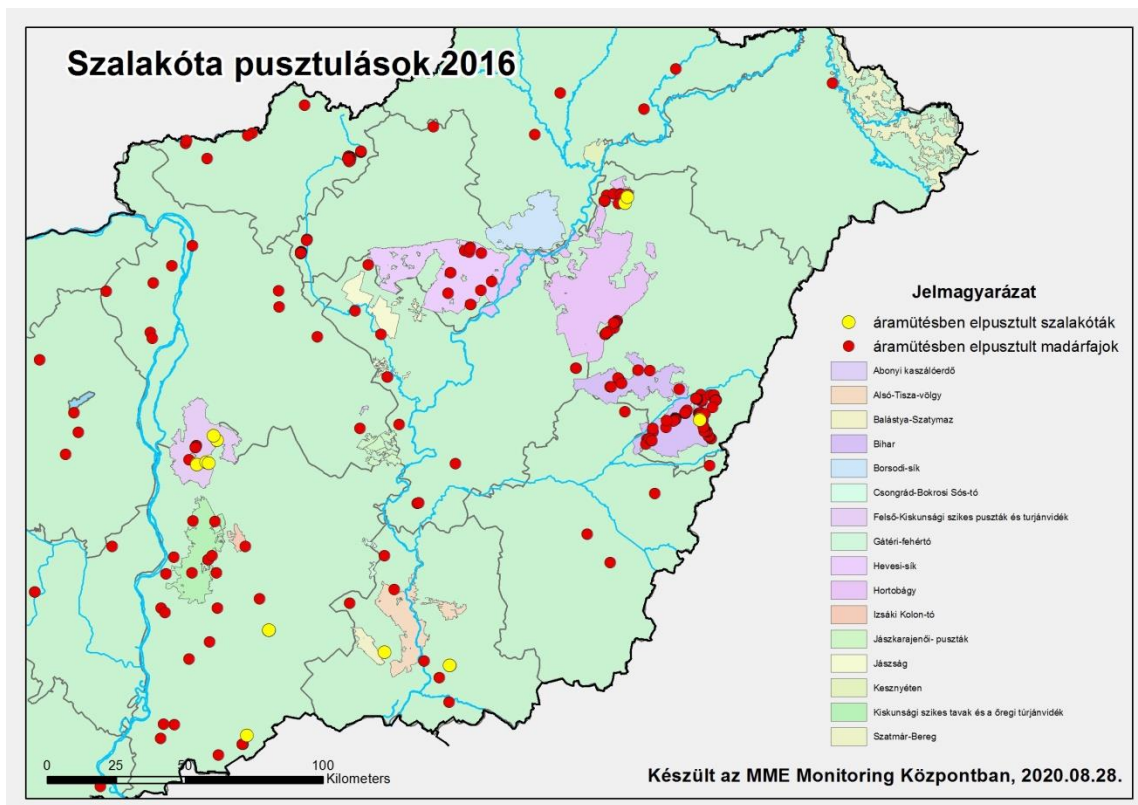 Szalakóta pusztulások 2016
Jelmagyarázat
áramütésben elpusztult szalakóták
áramütésben elpusztult madárfajok
Abonyi kaszálóerdő
Alsó-Tisza-völgy
Balástya-Szatymaz
Bihar
Borsodi-sík
Csongrád-Bokrosi Sós-tó
Felső-Kiskunsági szikes puszták és turjánvidék
Gátéri-fehértó
Hevesi-sík
Hortobágy
Izsáki Kolon-tó
Jászkarajenői- puszták
Jászság
Kesznyéten
Kiskunsági szikes tavak és a őregi túrjánvidék
Szatmár-Bereg
0 25 50 100
Kilometers
Készült az MME Monitoring Központban, 2020.08.28.